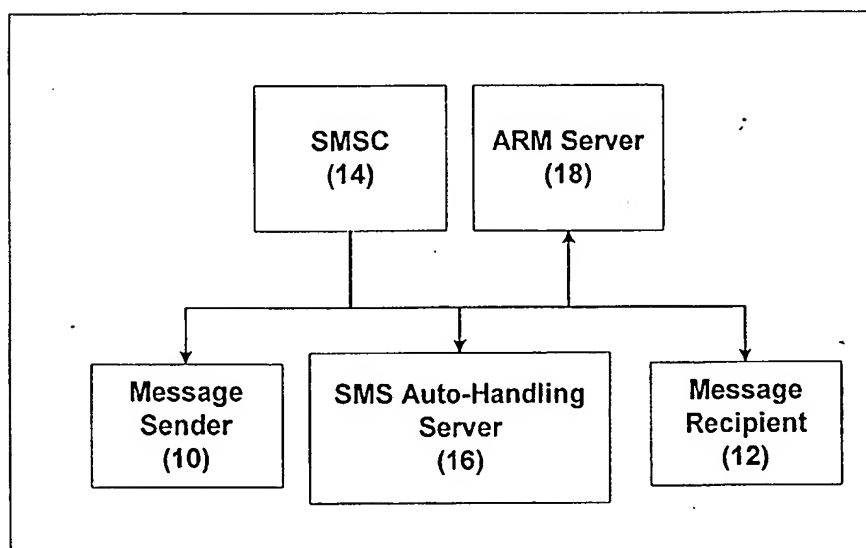 SMSC
(14)
ARM Server
(18)
Message
Sender
(10)
SMS Auto-Handling
Server
(16)
Message
Recipient
(12)